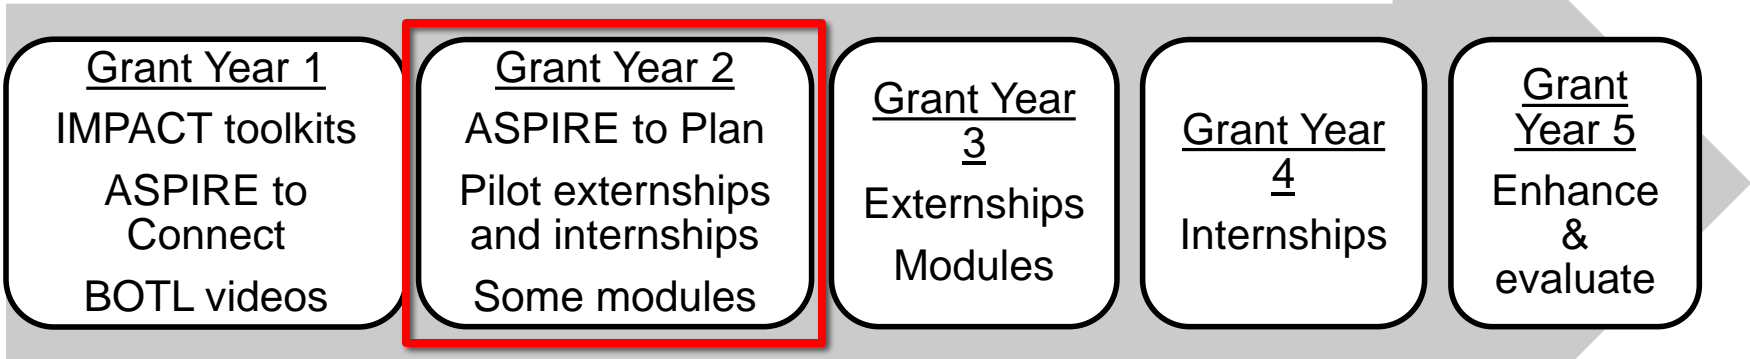 Grant Year 1
IMPACT toolkits
ASPIRE to
Connect
BOTL videos
Grant Year 2
ASPIRE to Plan
Pilot externships
and internships
Some modules
Grant Year
3
Externships
Modules
Grant Year
4
Internships
Grant
Year 5
Enhance
&
evaluate